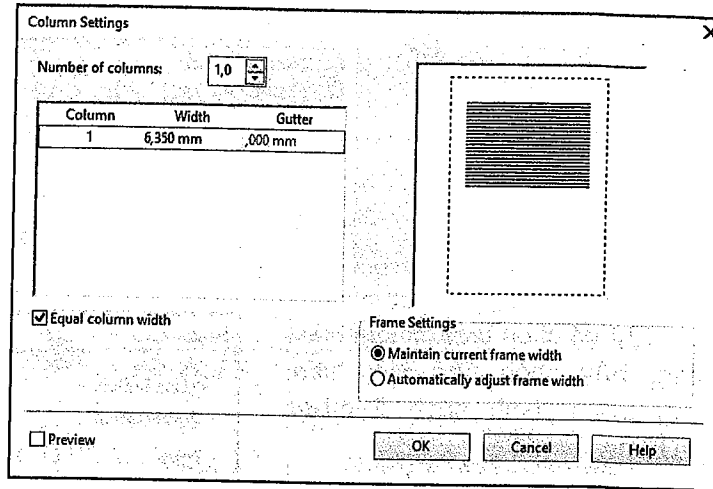 Column Settings
X
Number of columns: 1,0
Column Width Gutter
1 6,350 mm ,000 mm
Equal column width
Frame Settings
Maintain current frame width
Automatically adjust frame width
Preview
OK Cancel Help